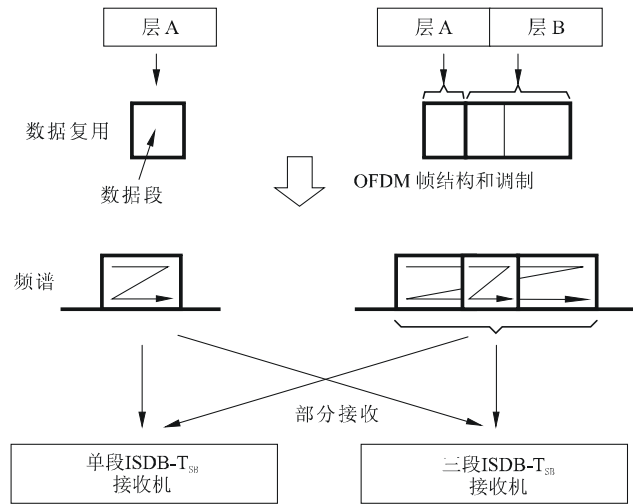 层 A
层 A
层 B
数据复用
数据段
OFDM 帧结构和调制
频谱
部分接收
单段ISDB-T_SB
接收机
三段ISDB-T_SB
接收机